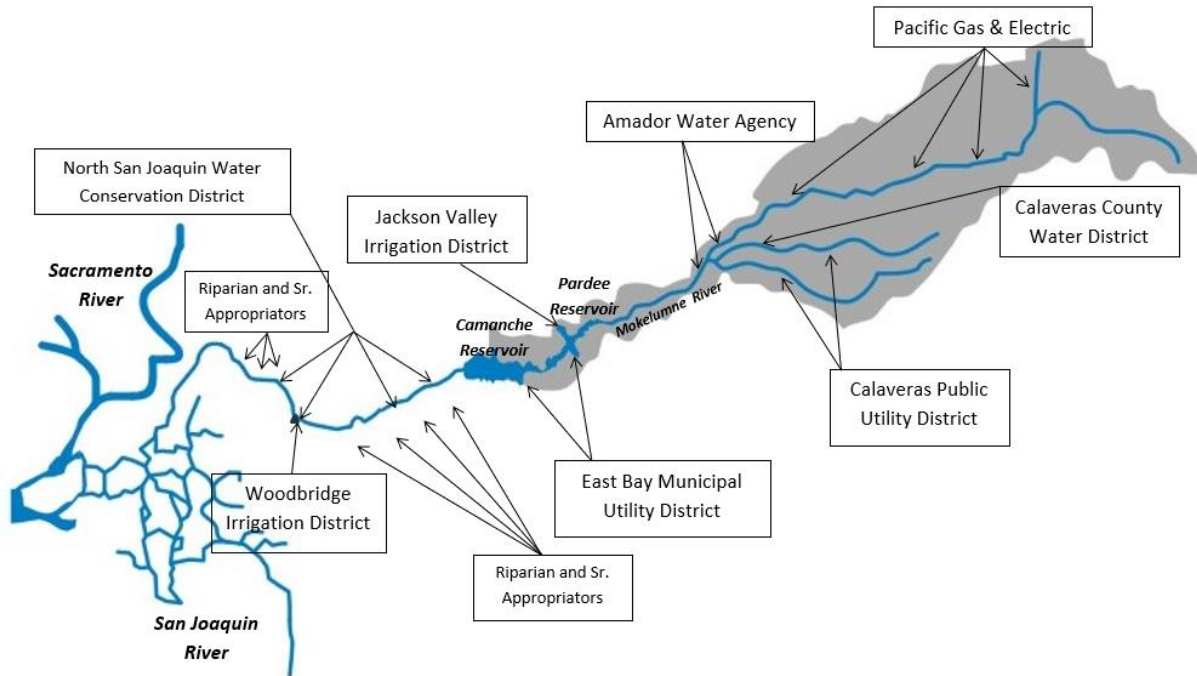 Pacific Gas & Electric
Amador Water Agency
North San Joaquin Water
Conservation District
Jackson Valley
Irrigation District
Calaveras County
Water District
Sacramento
River
Riparian and Sr.
Appropriators
Pardee
Reservoir
Mokelumne River
Camanche
Reservoir
Calaveras Public
Utility District
East Bay Municipal
Utility District
Woodbridge
Irrigation District
Riparian and Sr.
Appropriators
San Joaquin
River